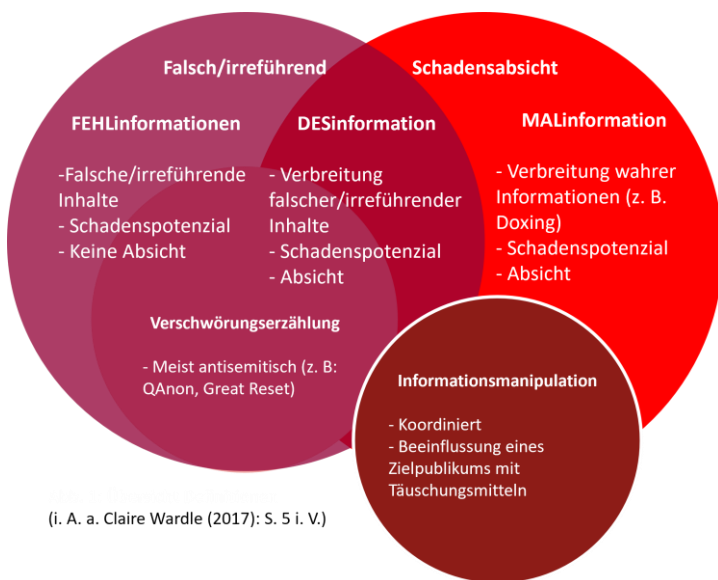 Falsch/irreführend
Schadensabsicht
FEHLinformationen
-Falsche/irreführende
Inhalte
- Schadenspotenzial
- Keine Absicht
DESinformation
- Verbreitung
falscher/irreführender
Inhalte
- Schadenspotenzial
- Absicht
MALinformation
- Verbreitung wahrer
Informationen (z. B.
Doxing)
- Schadenspotenzial
- Absicht
Verschwörungserzählung
- Meist antisemitisch (z. B:
QAnon, Great Reset)
Informationsmanipulation
- Koordiniert
- Beeinflussung eines
Zielpublikums mit
Täuschungsmitteln
(i. A. a. Claire Wardle (2017): S. 5 i. V.)